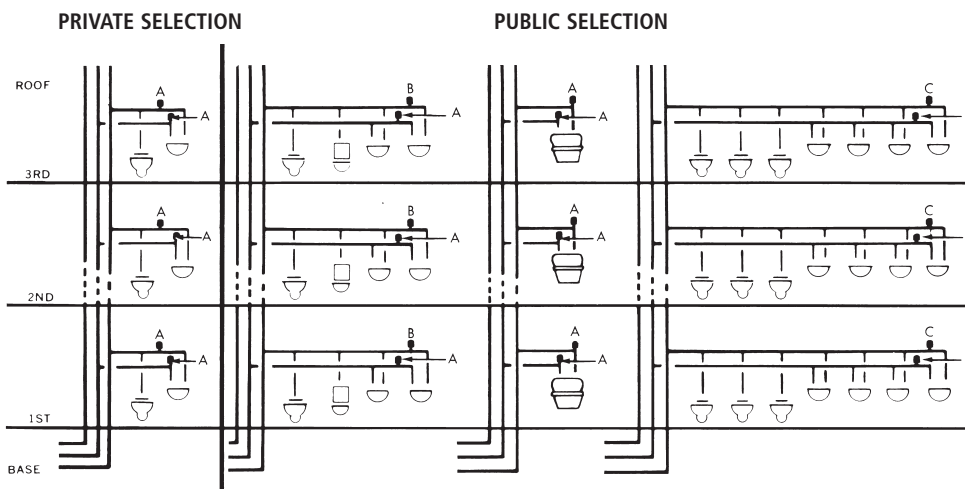 PRIVATE SELECTION PUBLIC SELECTION
ROOF
A B A C
A A
3RD
A B A C
A A
2ND
A B A C
A A
1ST
BASE